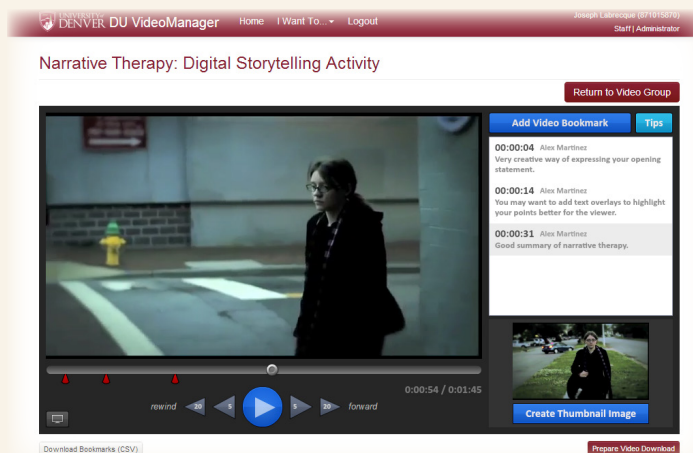 UNIVERSITY OF
DENVER DU VideoManager Home I Want To... Logout
Joseph Labrecque (871015870)
Staff | Administrator
Narrative Therapy: Digital Storytelling Activity
Return to Video Group
Add Video Bookmark Tips
00:00:04 Alex Martinez
Very creative way of expressing your opening
statement.
00:00:14 Alex Martinez
You may want to add text overlays to highlight
your points better for the viewer.
00:00:31 Alex Martinez
Good summary of narrative therapy.
0:00:54 / 0:01:45
rewind 20 5 5 20 forward
Create Thumbnail Image
Download Bookmarks (CSV)
Prepare Video Download